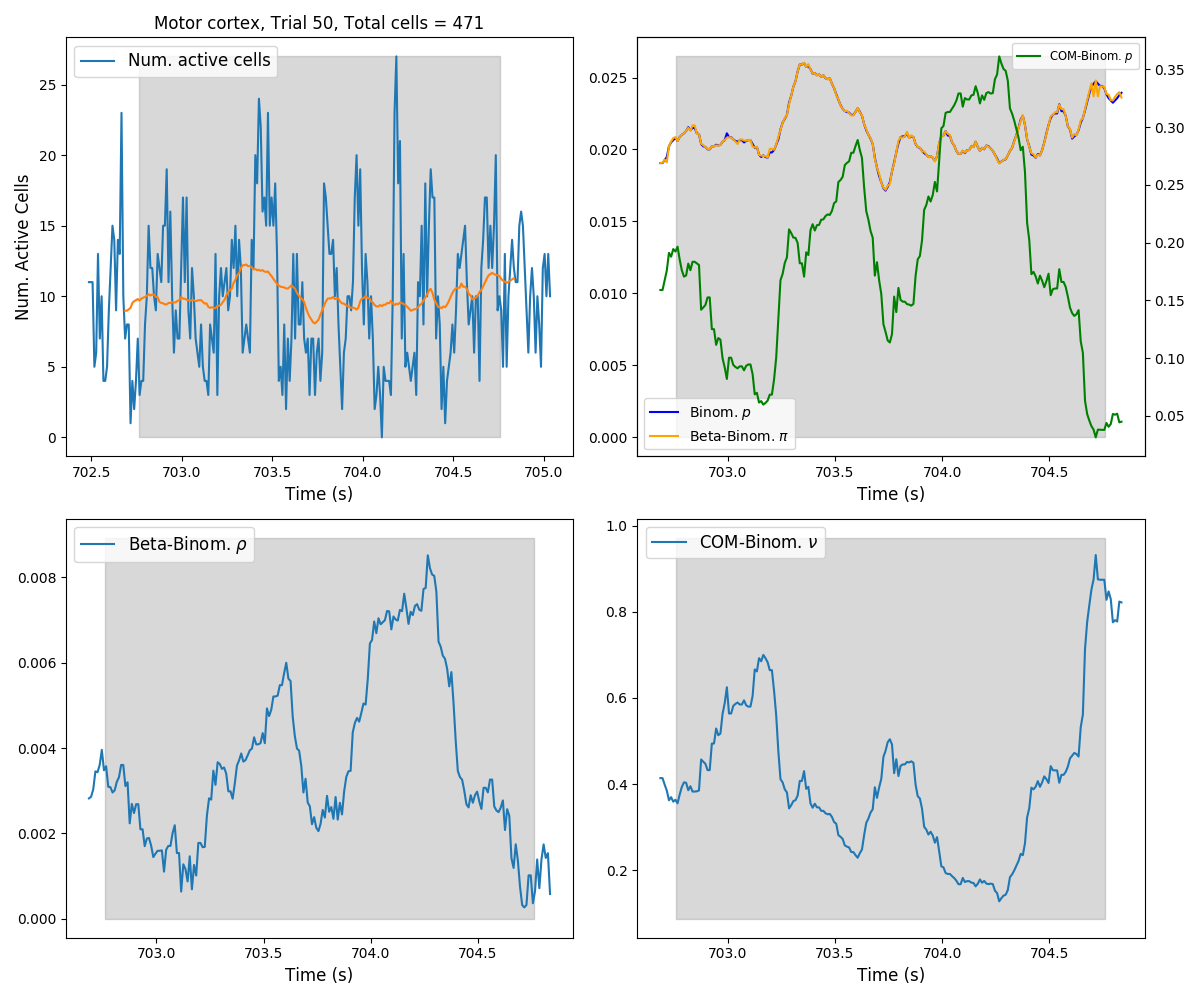 Motor cortex, Trial 50, Total cells = 471
Num. active cells
Num. Active Cells
25
20
15
10
5
0
702.5 703.0 703.5 704.0 704.5 705.0
Time (s)
COM-Binom. p
0.025
0.020
0.015
0.010
0.005
0.000
0.35
0.30
0.25
0.20
0.15
0.10
0.05
Binom. p
Beta-Binom. π
703.0 703.5 704.0 704.5
Time (s)
Beta-Binom. ρ
0.008
0.006
0.004
0.002
0.000
703.0 703.5 704.0 704.5
Time (s)
COM-Binom. ν
1.0
0.8
0.6
0.4
0.2
703.0 703.5 704.0 704.5
Time (s)